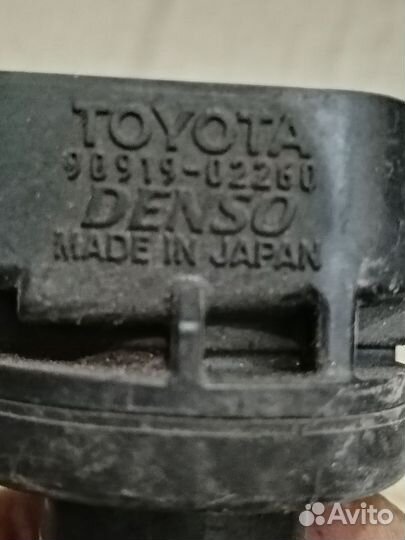 TOYOTA
90919-02260
DENSO
MADE IN JAPAN
Avito